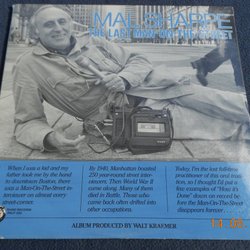 MAL SHARPE
THE LAST MAN ON THE STREET
When I was a kid and my
father took me by the hand
to downtown Boston, there
was a Man-On-The-Street in-
terviewer on almost every
street-corner.
By 1940, Manhattan boasted
250 year-round street inter-
viewers. Then World War II
came along. Many of them
died in Battle. Those who
came back often drifted into
other occupations.
Today, I'm the last full-time
practitioner of this oral tradi-
tion, so I thought I'd put a
few examples of "How it's
Done" down on record be-
fore the Man-On-The-Street
disappears forever . . .
ALBUM PRODUCED BY WALT KRAEMER